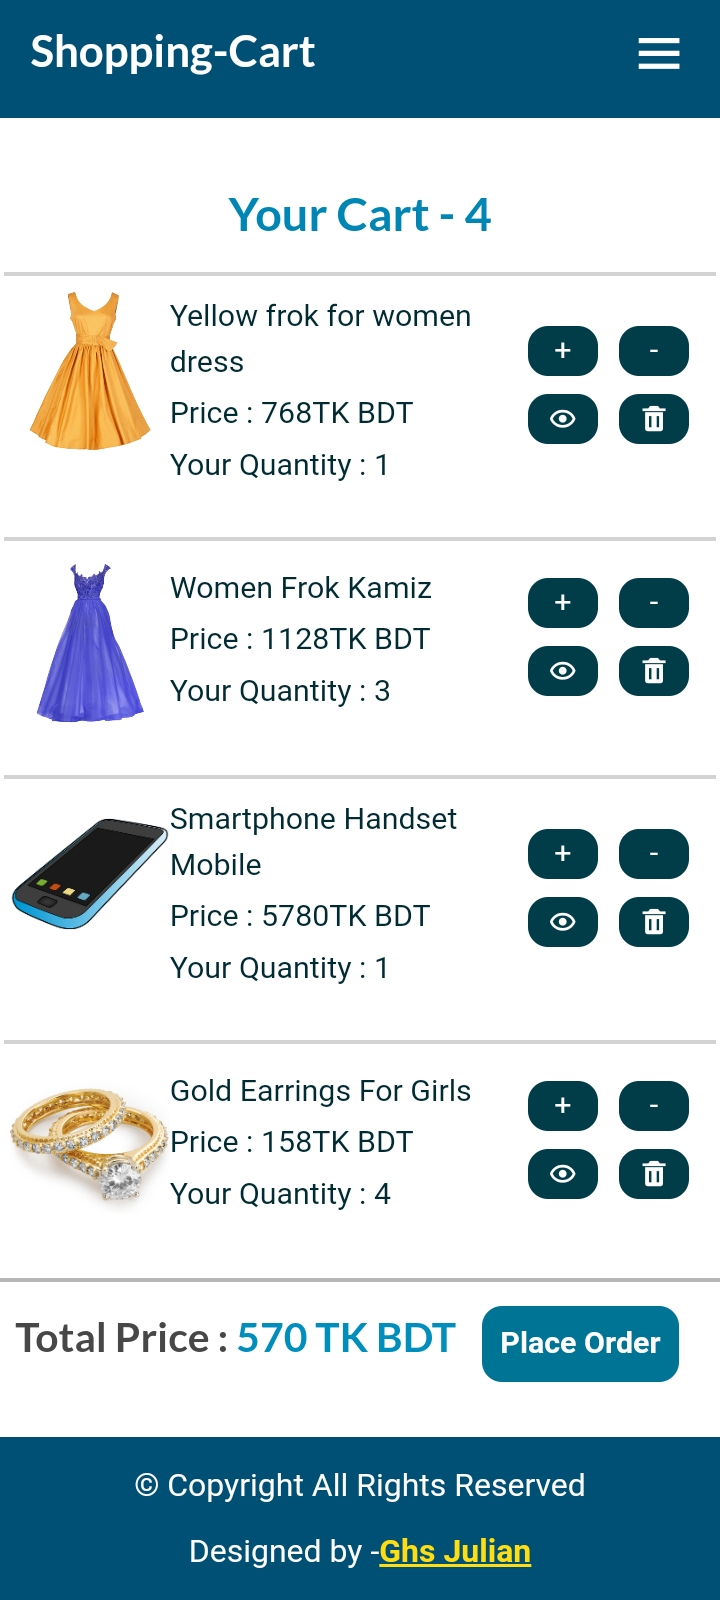 Shopping-Cart
Your Cart - 4
Yellow frok for women
dress
Price : 768TK BDT
Your Quantity : 1
+
-
Women Frok Kamiz
Price : 1128TK BDT
Your Quantity : 3
+
-
Smartphone Handset
Mobile
Price : 5780TK BDT
Your Quantity : 1
+
-
Gold Earrings For Girls
Price : 158TK BDT
Your Quantity : 4
+
-
Total Price : 570 TK BDT
Place Order
© Copyright All Rights Reserved
Designed by -Ghs Julian